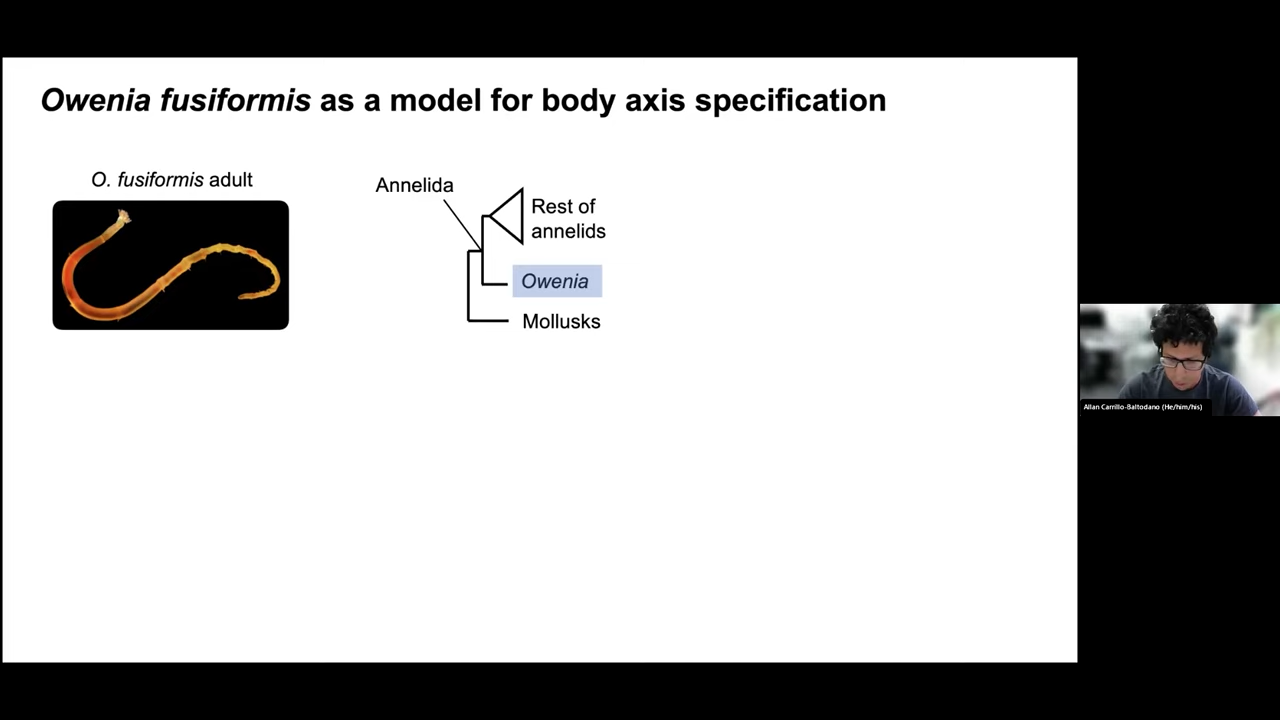 Owenia fusiformis as a model for body axis specification
O. fusiformis adult
Annelida
Rest of
annelids
Owenia
Mollusks
Allan Carrillo-Baltodano (He/him/his)